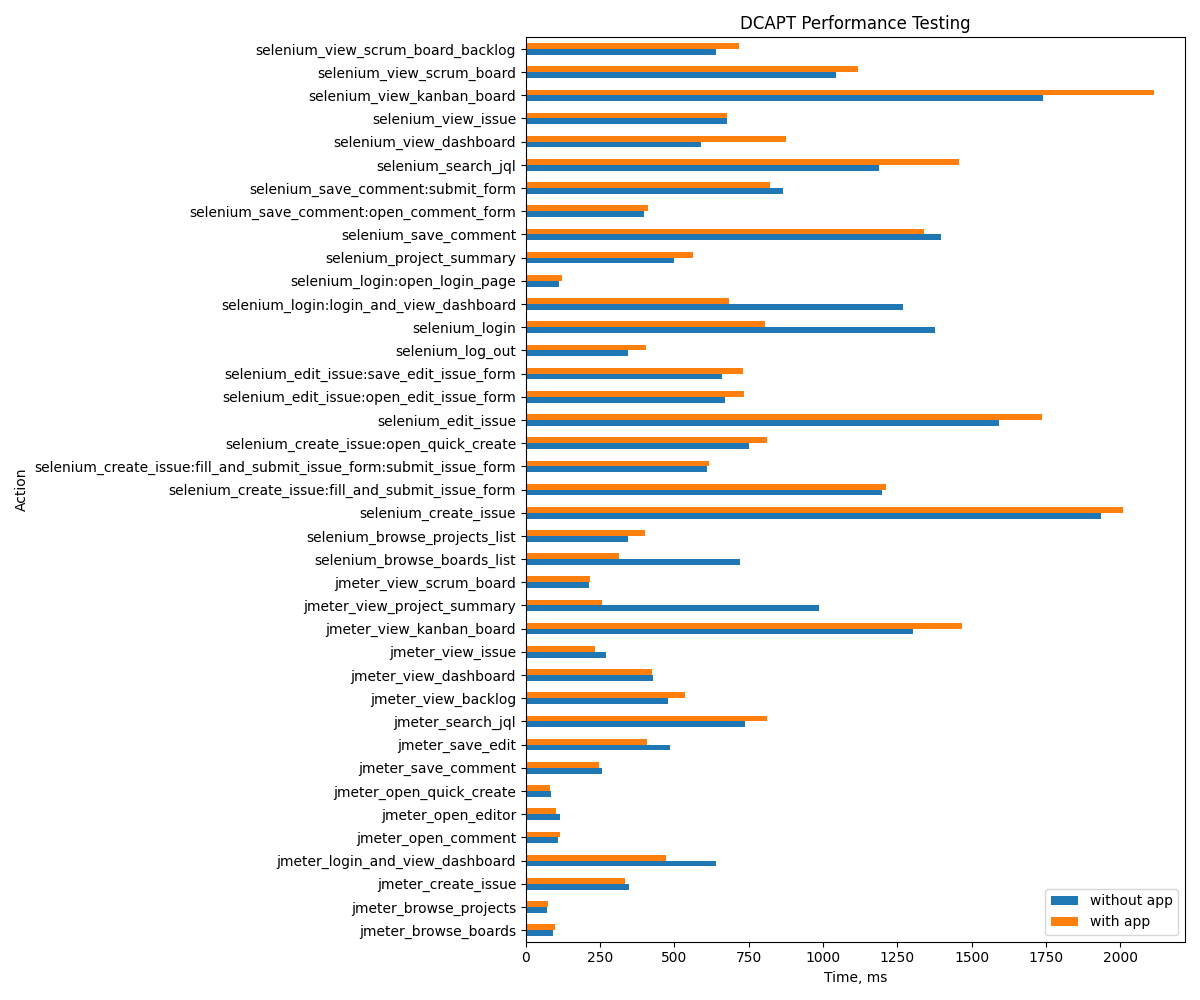 DCAPT Performance Testing
selenium_view_scrum_board_backlog
selenium_view_scrum_board
selenium_view_kanban_board
selenium_view_issue
selenium_view_dashboard
selenium_search_jql
selenium_save_comment:submit_form
selenium_save_comment:open_comment_form
selenium_save_comment
selenium_project_summary
selenium_login:open_login_page
selenium_login:login_and_view_dashboard
selenium_login
selenium_log_out
selenium_edit_issue:save_edit_issue_form
selenium_edit_issue:open_edit_issue_form
selenium_edit_issue
selenium_create_issue:open_quick_create
selenium_create_issue:fill_and_submit_issue_form:submit_issue_form
selenium_create_issue:fill_and_submit_issue_form
selenium_create_issue
selenium_browse_projects_list
selenium_browse_boards_list
jmeter_view_scrum_board
jmeter_view_project_summary
jmeter_view_kanban_board
jmeter_view_issue
jmeter_view_dashboard
jmeter_view_backlog
jmeter_search_jql
jmeter_save_edit
jmeter_save_comment
jmeter_open_quick_create
jmeter_open_editor
jmeter_open_comment
jmeter_login_and_view_dashboard
jmeter_create_issue
jmeter_browse_projects
jmeter_browse_boards
Action
without app
with app
0 250 500 750 1000 1250 1500 1750 2000
Time, ms